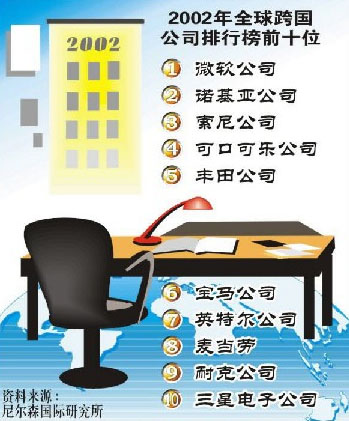 2002年全球跨国
公司排行榜前十位
2002
1 微软公司
2 诺基亚公司
3 索尼公司
4 可口可乐公司
5 丰田公司
6 宝马公司
7 英特尔公司
8 麦当劳
9 耐克公司
10 三星电子公司
资料来源：
尼尔森国际研究所